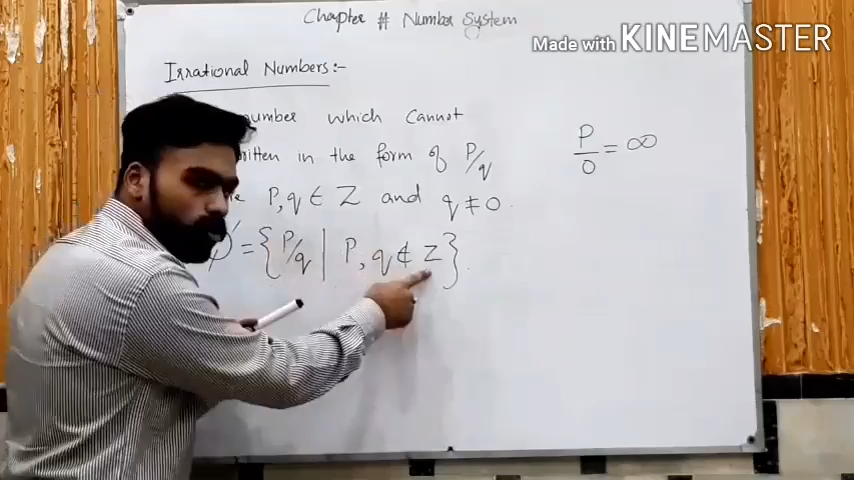 Chapter # Number System
Made with KINEMASTER
Irrational Numbers:-
number which Cannot
written in the form of P/q
P,q ∈ Z and q ≠ 0.
P/0 = ∞
Q' = {P/q | P, q ∉ Z}.